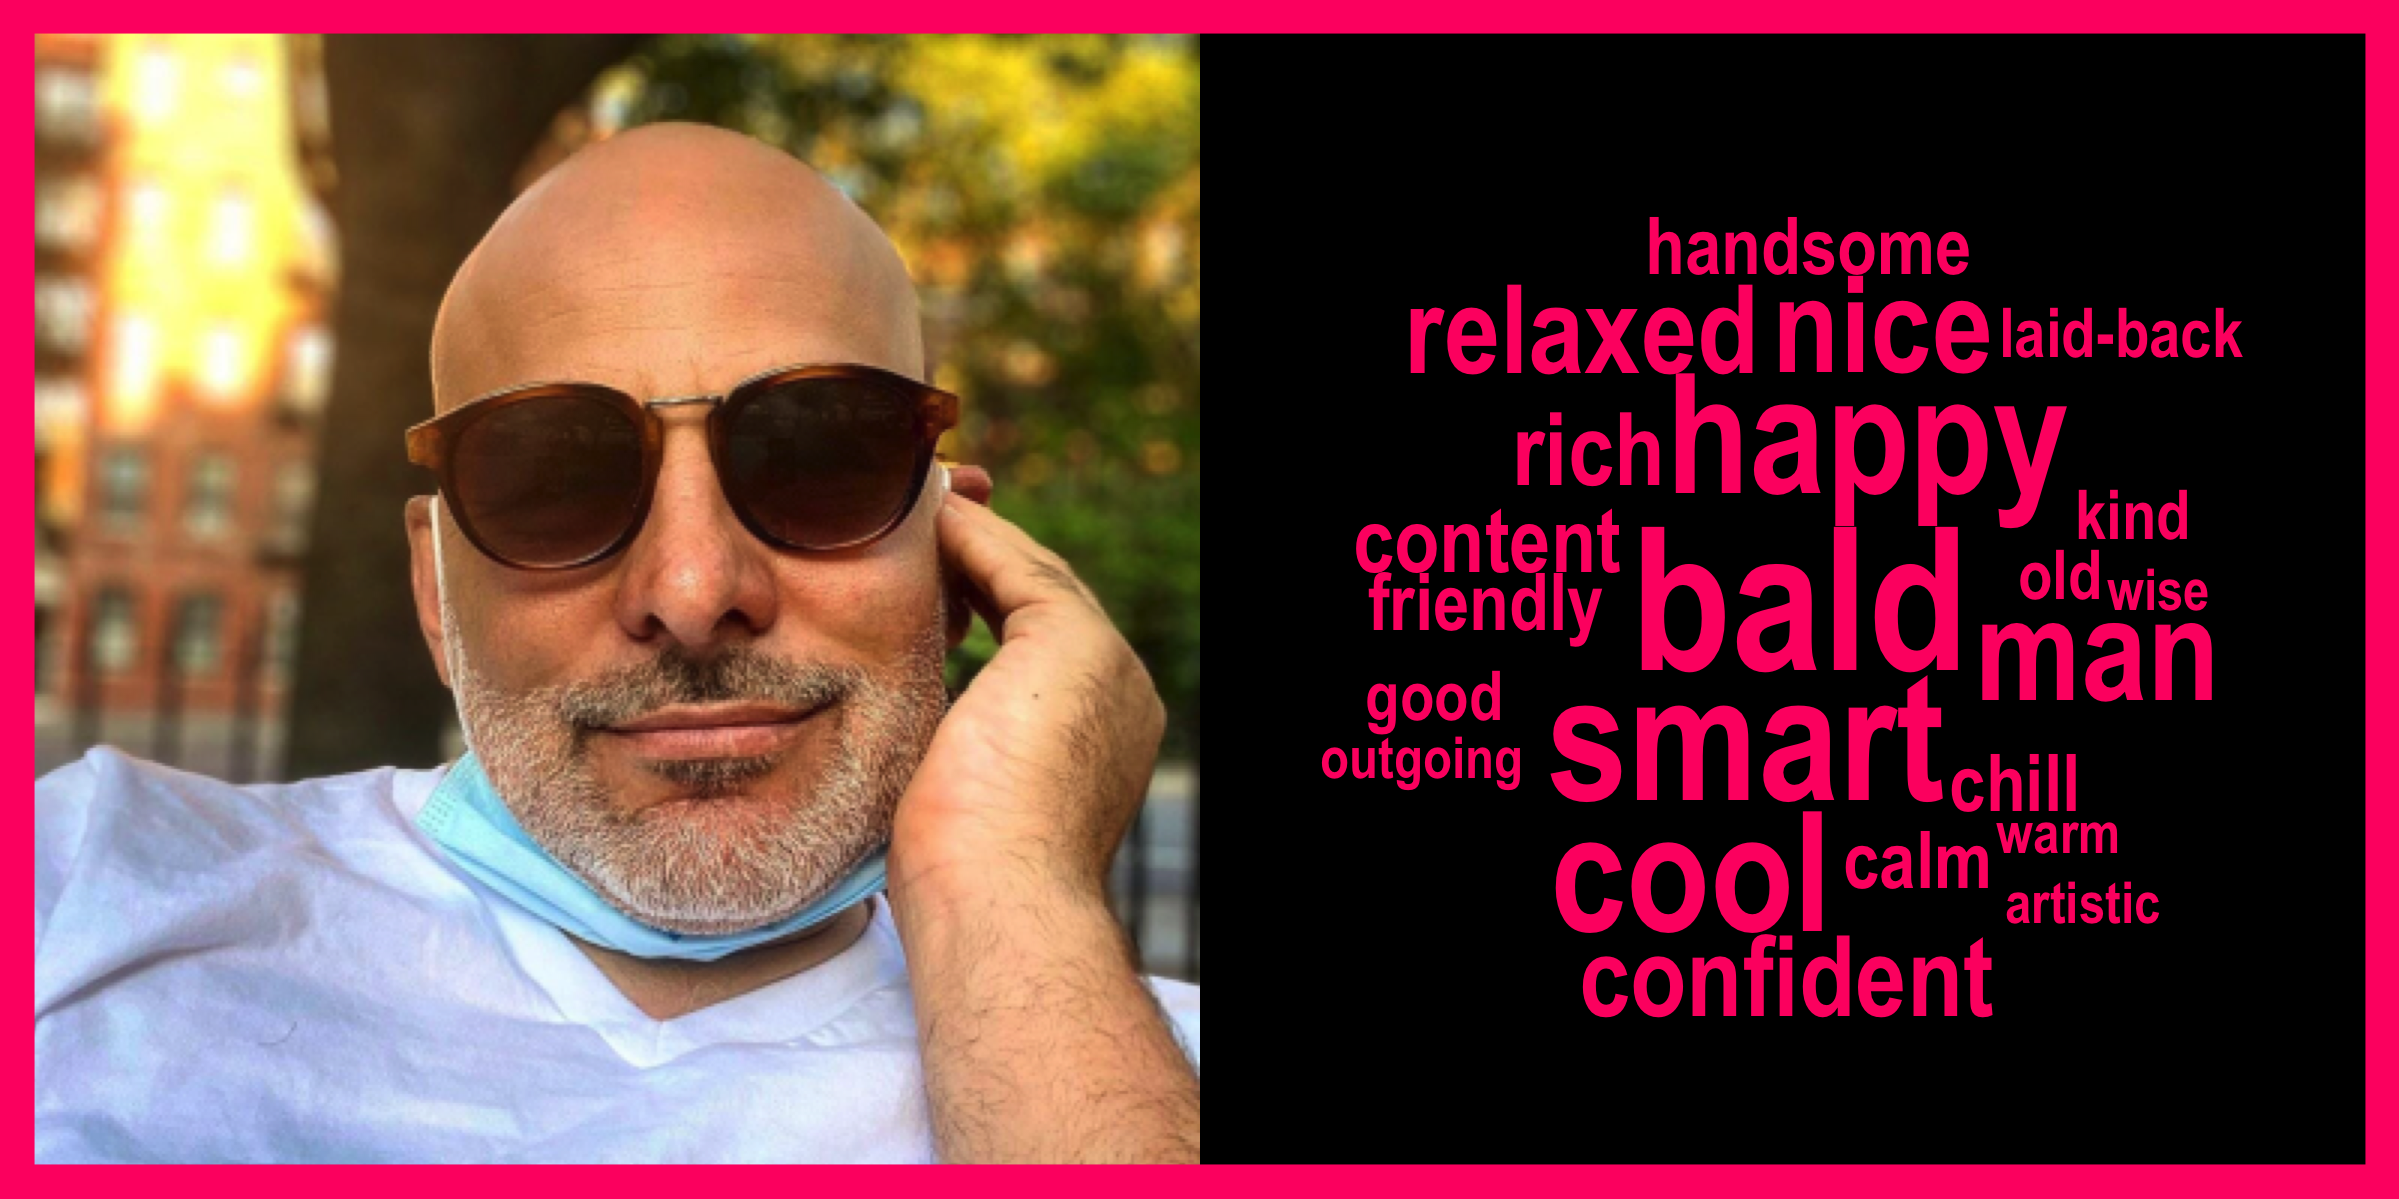 handsome
relaxed nice laid-back
rich happy
kind
content
friendly bald old wise
man
good
outgoing smart chill
warm
cool calm
artistic
confident